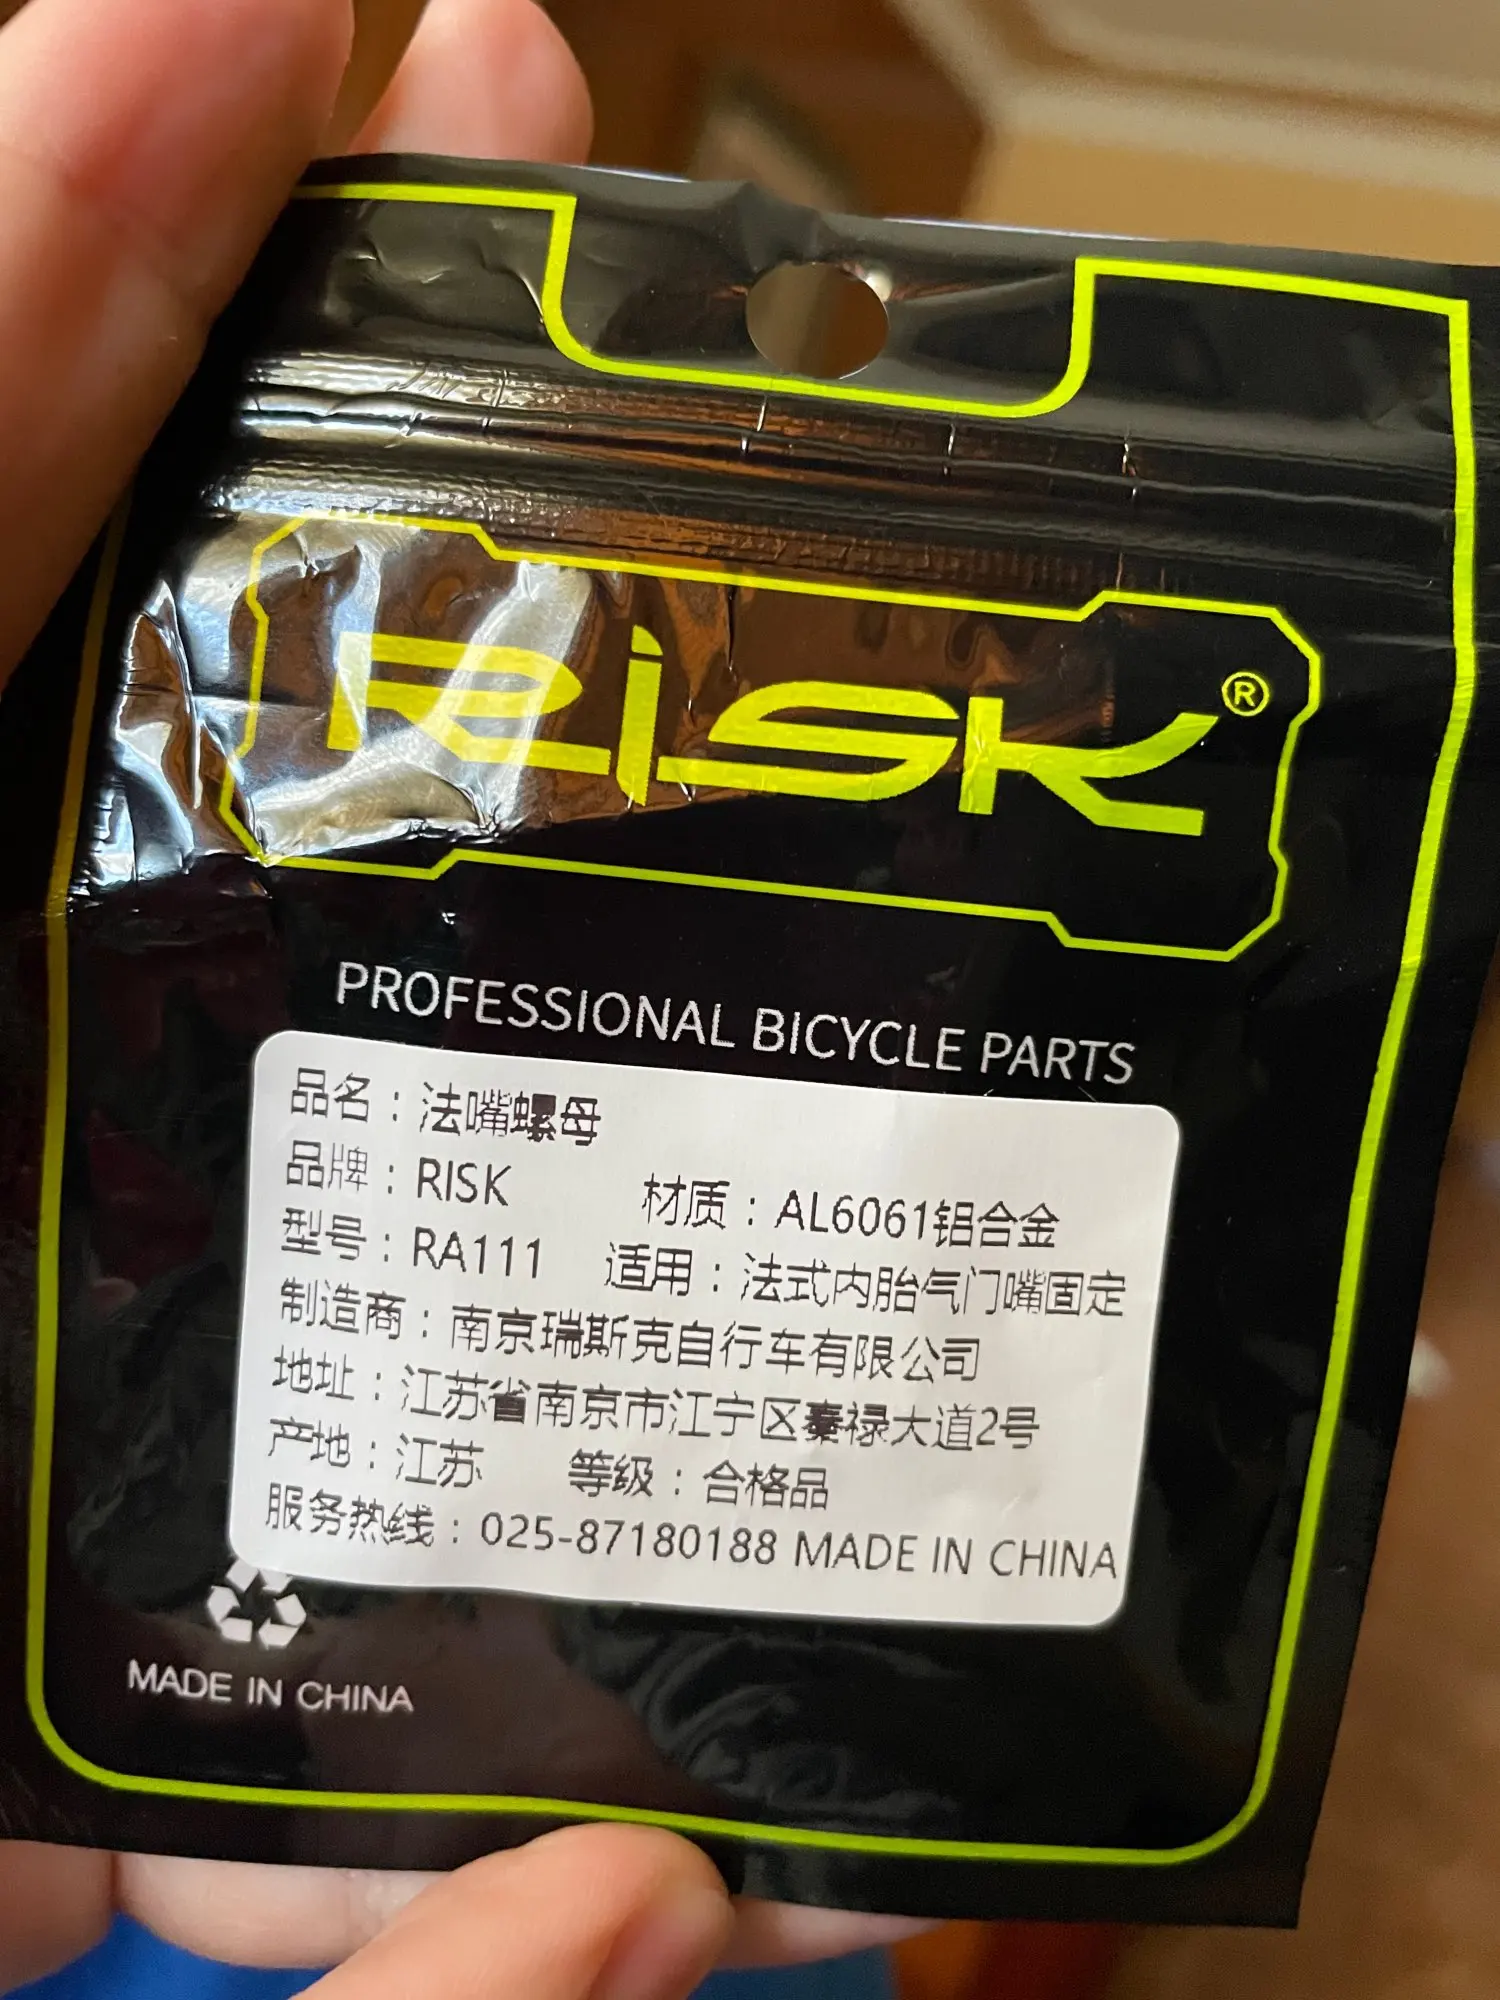 RISK®
PROFESSIONAL BICYCLE PARTS
品名：法嘴螺母
品牌：RISK 材质：AL6061铝合金
型号：RA111 适用：法式内胎气门嘴固定
制造商：南京瑞斯克自行车有限公司
地址：江苏省南京市江宁区秦禄大道2号
产地：江苏 等级：合格品
服务热线：025-87180188 MADE IN CHINA
MADE IN CHINA